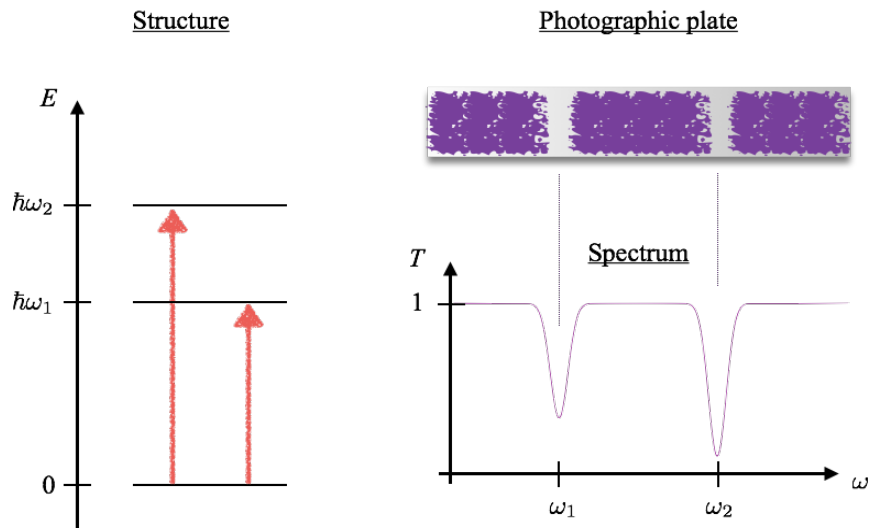 Structure
E
ħω₂
ħω₁
0
Photographic plate
Spectrum
T
1
ω₁
ω₂
ω